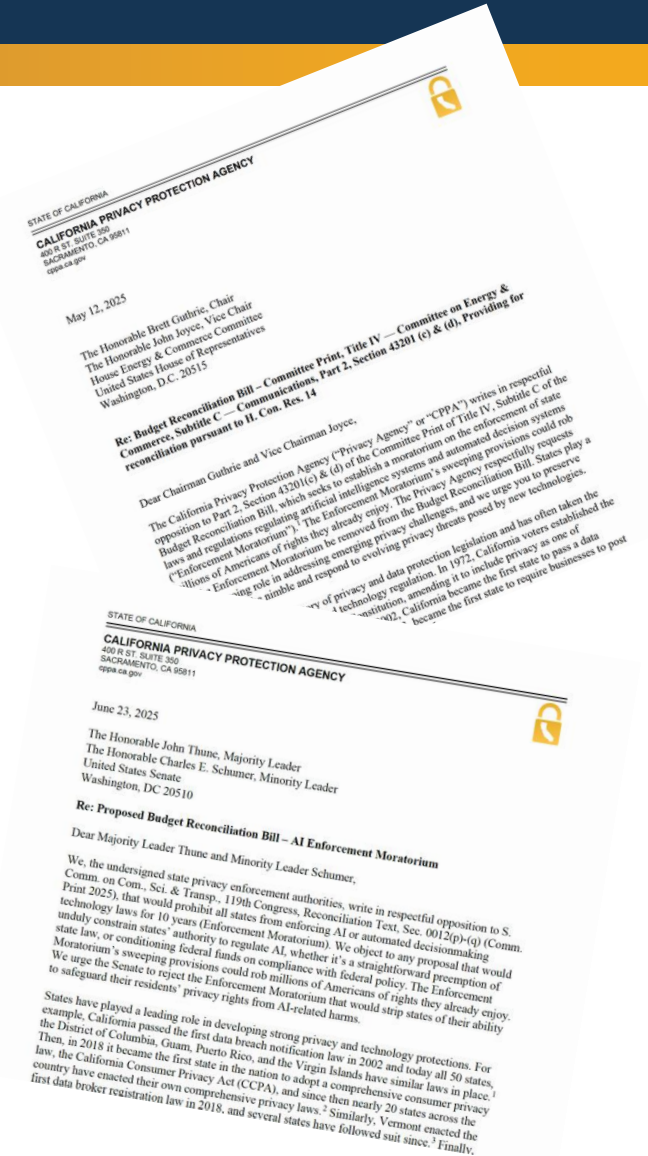 STATE OF CALIFORNIA
CALIFORNIA PRIVACY PROTECTION AGENCY
400 R ST. SUITE 350
SACRAMENTO, CA 95811
cppa.ca.gov
May 12, 2025
The Honorable Brett Guthrie, Chair
The Honorable John Joyce, Vice Chair
House Energy & Commerce Committee
United States House of Representatives
Washington, D.C. 20515
Re: Budget Reconciliation Bill – Committee Print, Title IV — Committee on Energy &
Commerce, Subtitle C — Communications, Part 2, Section 43201 (c) & (d), Providing for
reconciliation pursuant to H. Con. Res. 14
Dear Chairman Guthrie and Vice Chairman Joyce,
The California Privacy Protection Agency ("Privacy Agency" or "CPPA") writes in respectful
opposition to Part 2, Section 43201(c) & (d) of the Committee Print of Title IV, Subtitle C of the
Budget Reconciliation Bill, which seeks to establish a moratorium on the enforcement of state
laws and regulations regulating artificial intelligence systems and automated decision systems
("Enforcement Moratorium").¹ The Enforcement Moratorium's sweeping provisions could rob
illions of Americans of rights they already enjoy. The Privacy Agency respectfully requests
Enforcement Moratorium be removed from the Budget Reconciliation Bill. States play a
ing role in addressing emerging privacy challenges, and we urge you to preserve
nimble and respond to evolving privacy threats posed by new technologies.
ry of privacy and data protection legislation and has often taken the
technology regulation. In 1972, California voters established the
nstitution, amending it to include privacy as one of
002, California became the first state to pass a data
became the first state to require businesses to post
STATE OF CALIFORNIA
CALIFORNIA PRIVACY PROTECTION AGENCY
400 R ST. SUITE 350
SACRAMENTO, CA 95811
cppa.ca.gov
June 23, 2025
The Honorable John Thune, Majority Leader
The Honorable Charles E. Schumer, Minority Leader
United States Senate
Washington, DC 20510
Re: Proposed Budget Reconciliation Bill – AI Enforcement Moratorium
Dear Majority Leader Thune and Minority Leader Schumer,
We, the undersigned state privacy enforcement authorities, write in respectful opposition to S.
Comm. on Com., Sci. & Transp., 119th Congress, Reconciliation Text, Sec. 0012(p)-(q) (Comm.
Print 2025), that would prohibit all states from enforcing AI or automated decisionmaking
technology laws for 10 years (Enforcement Moratorium). We object to any proposal that would
unduly constrain states' authority to regulate AI, whether it's a straightforward preemption of
state law, or conditioning federal funds on compliance with federal policy. The Enforcement
Moratorium's sweeping provisions could rob millions of Americans of rights they already enjoy.
We urge the Senate to reject the Enforcement Moratorium that would strip states of their ability
to safeguard their residents' privacy rights from AI-related harms.
States have played a leading role in developing strong privacy and technology protections. For
example, California passed the first data breach notification law in 2002 and today all 50 states,
the District of Columbia, Guam, Puerto Rico, and the Virgin Islands have similar laws in place.¹
Then, in 2018 it became the first state in the nation to adopt a comprehensive consumer privacy
law, the California Consumer Privacy Act (CCPA), and since then nearly 20 states across the
country have enacted their own comprehensive privacy laws.² Similarly, Vermont enacted the
first data broker registration law in 2018, and several states have followed suit since.³ Finally,